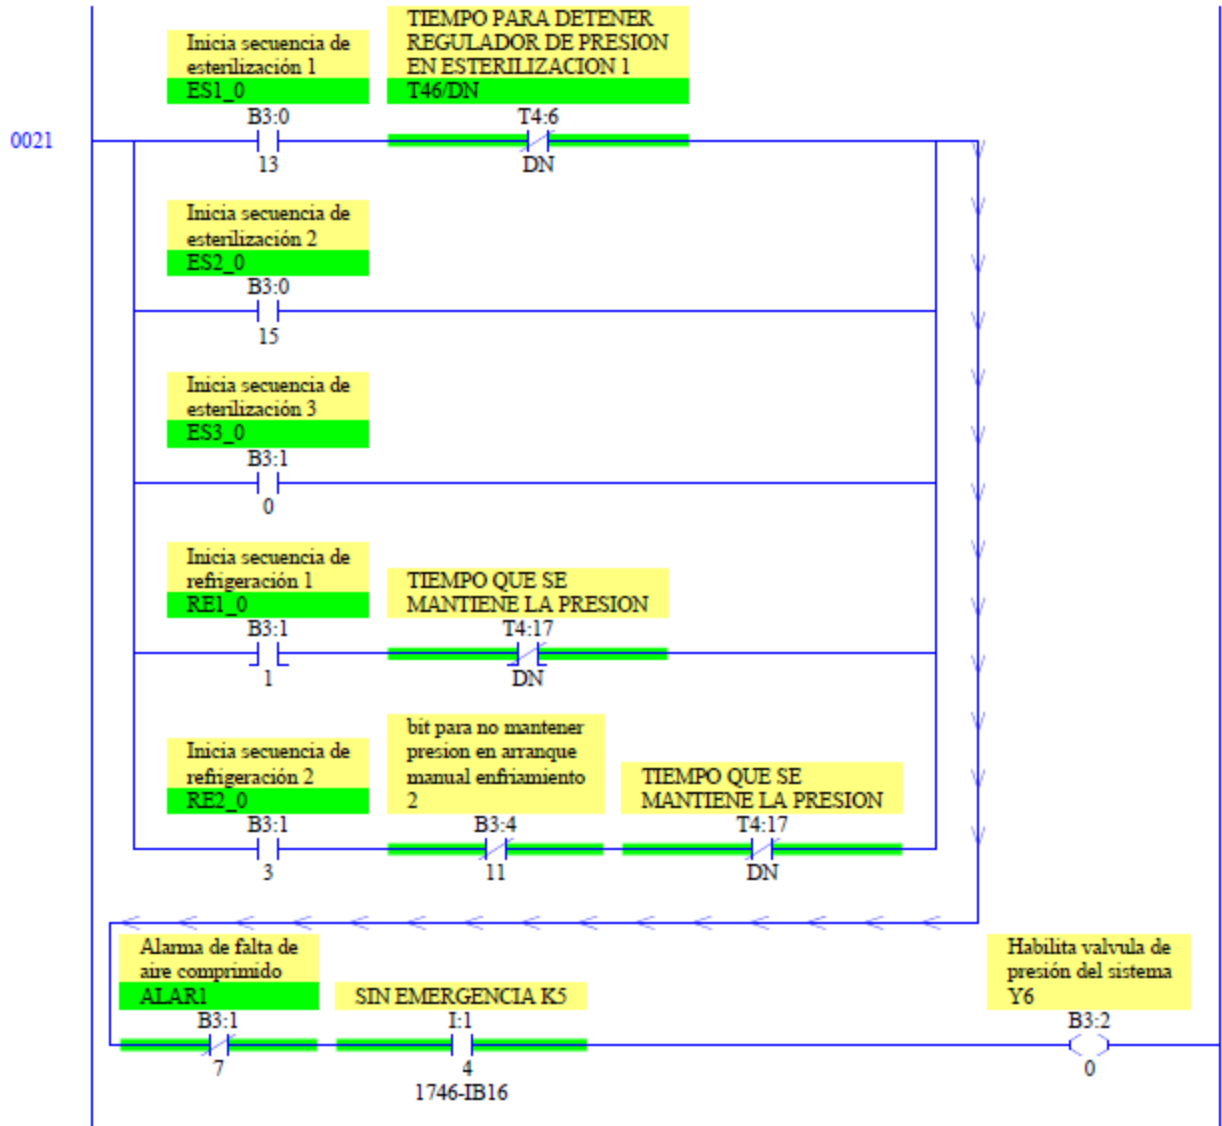 Inicia secuencia de
esterilización 1
ES1_0
B3:0
13
TIEMPO PARA DETENER
REGULADOR DE PRESION
EN ESTERILIZACION 1
T46/DN
T4:6
DN
0021
Inicia secuencia de
esterilización 2
ES2_0
B3:0
15
Inicia secuencia de
esterilización 3
ES3_0
B3:1
0
Inicia secuencia de
refrigeración 1
RE1_0
B3:1
1
TIEMPO QUE SE
MANTIENE LA PRESION
T4:17
DN
Inicia secuencia de
refrigeración 2
RE2_0
B3:1
3
bit para no mantener
presion en arranque
manual enfriamiento
2
B3:4
11
TIEMPO QUE SE
MANTIENE LA PRESION
T4:17
DN
Alarma de falta de
aire comprimido
ALAR1
B3:1
7
SIN EMERGENCIA K5
I:1
4
1746-IB16
Habilita valvula de
presión del sistema
Y6
B3:2
0